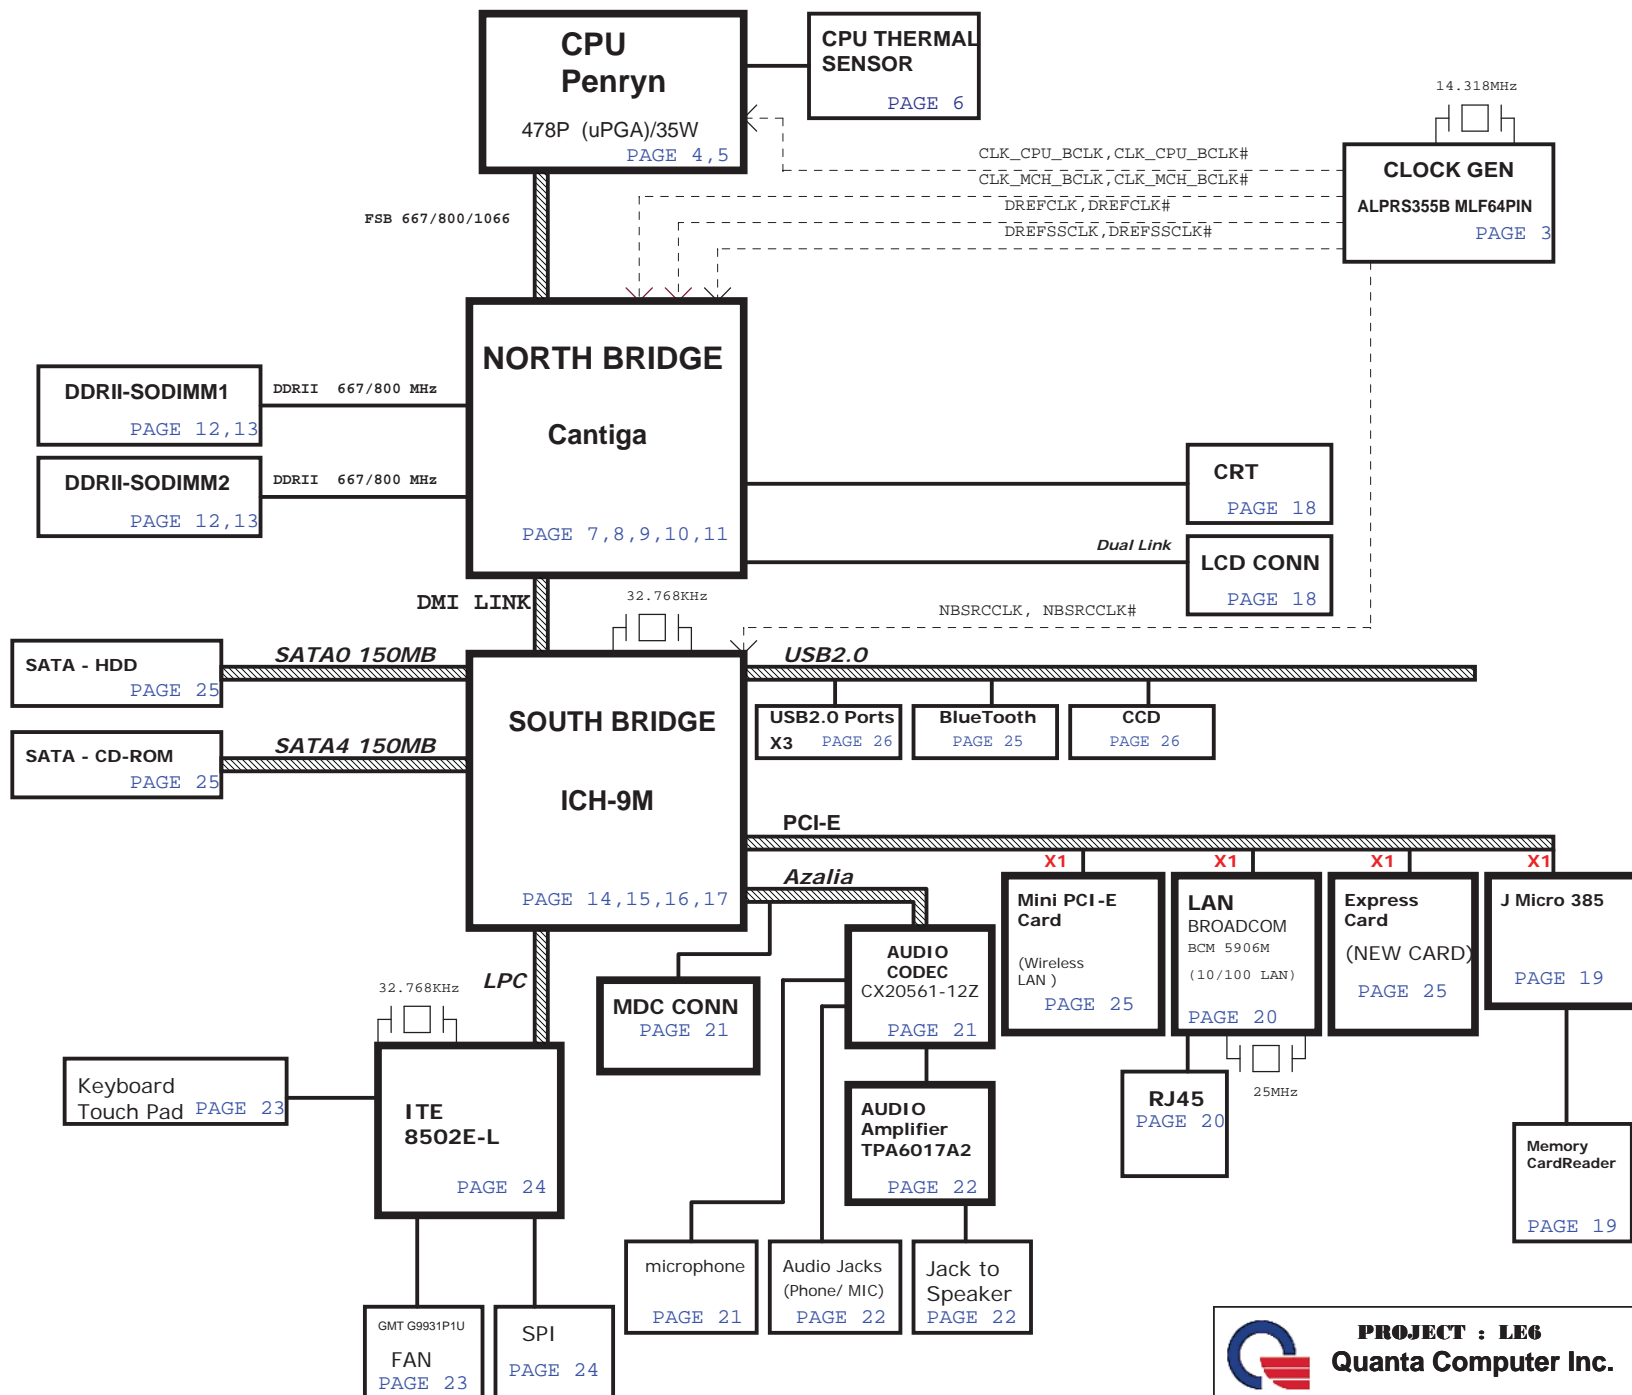 CPU
Penryn
478P (uPGA)/35W
PAGE 4,5
CPU THERMAL
SENSOR
PAGE 6
14.318MHz
CLOCK GEN
ALPRS355B MLF64PIN
PAGE 3
CLK_CPU_BCLK,CLK_CPU_BCLK#
CLK_MCH_BCLK,CLK_MCH_BCLK#
DREFCLK,DREFCLK#
DREFSSCLK,DREFSSCLK#
FSB 667/800/1066
NORTH BRIDGE
Cantiga
PAGE 7,8,9,10,11
DDRII-SODIMM1
PAGE 12,13
DDRII 667/800 MHz
DDRII-SODIMM2
PAGE 12,13
DDRII 667/800 MHz
CRT
PAGE 18
Dual Link
LCD CONN
PAGE 18
DMI LINK
32.768KHz
NBSRCCLK, NBSRCCLK#
SATA - HDD
PAGE 25
SATA0 150MB
SATA - CD-ROM
PAGE 25
SATA4 150MB
SOUTH BRIDGE
ICH-9M
PAGE 14,15,16,17
USB2.0
USB2.0 Ports
X3 PAGE 26
BlueTooth
PAGE 25
CCD
PAGE 26
PCI-E
X1
X1
X1
X1
Mini PCI-E
Card
(Wireless
LAN )
PAGE 25
LAN
BROADCOM
BCM 5906M
(10/100 LAN)
PAGE 20
Express
Card
(NEW CARD)
PAGE 25
J Micro 385
PAGE 19
Azalia
MDC CONN
PAGE 21
AUDIO
CODEC
CX20561-12Z
PAGE 21
LPC
32.768KHz
Keyboard
Touch Pad PAGE 23
ITE
8502E-L
PAGE 24
AUDIO
Amplifier
TPA6017A2
PAGE 22
RJ45
PAGE 20
25MHz
Memory
CardReader
PAGE 19
microphone
PAGE 21
Audio Jacks
(Phone/ MIC)
PAGE 22
Jack to
Speaker
PAGE 22
GMT G9931P1U
FAN
PAGE 23
SPI
PAGE 24
PROJECT : LE6
Quanta Computer Inc.